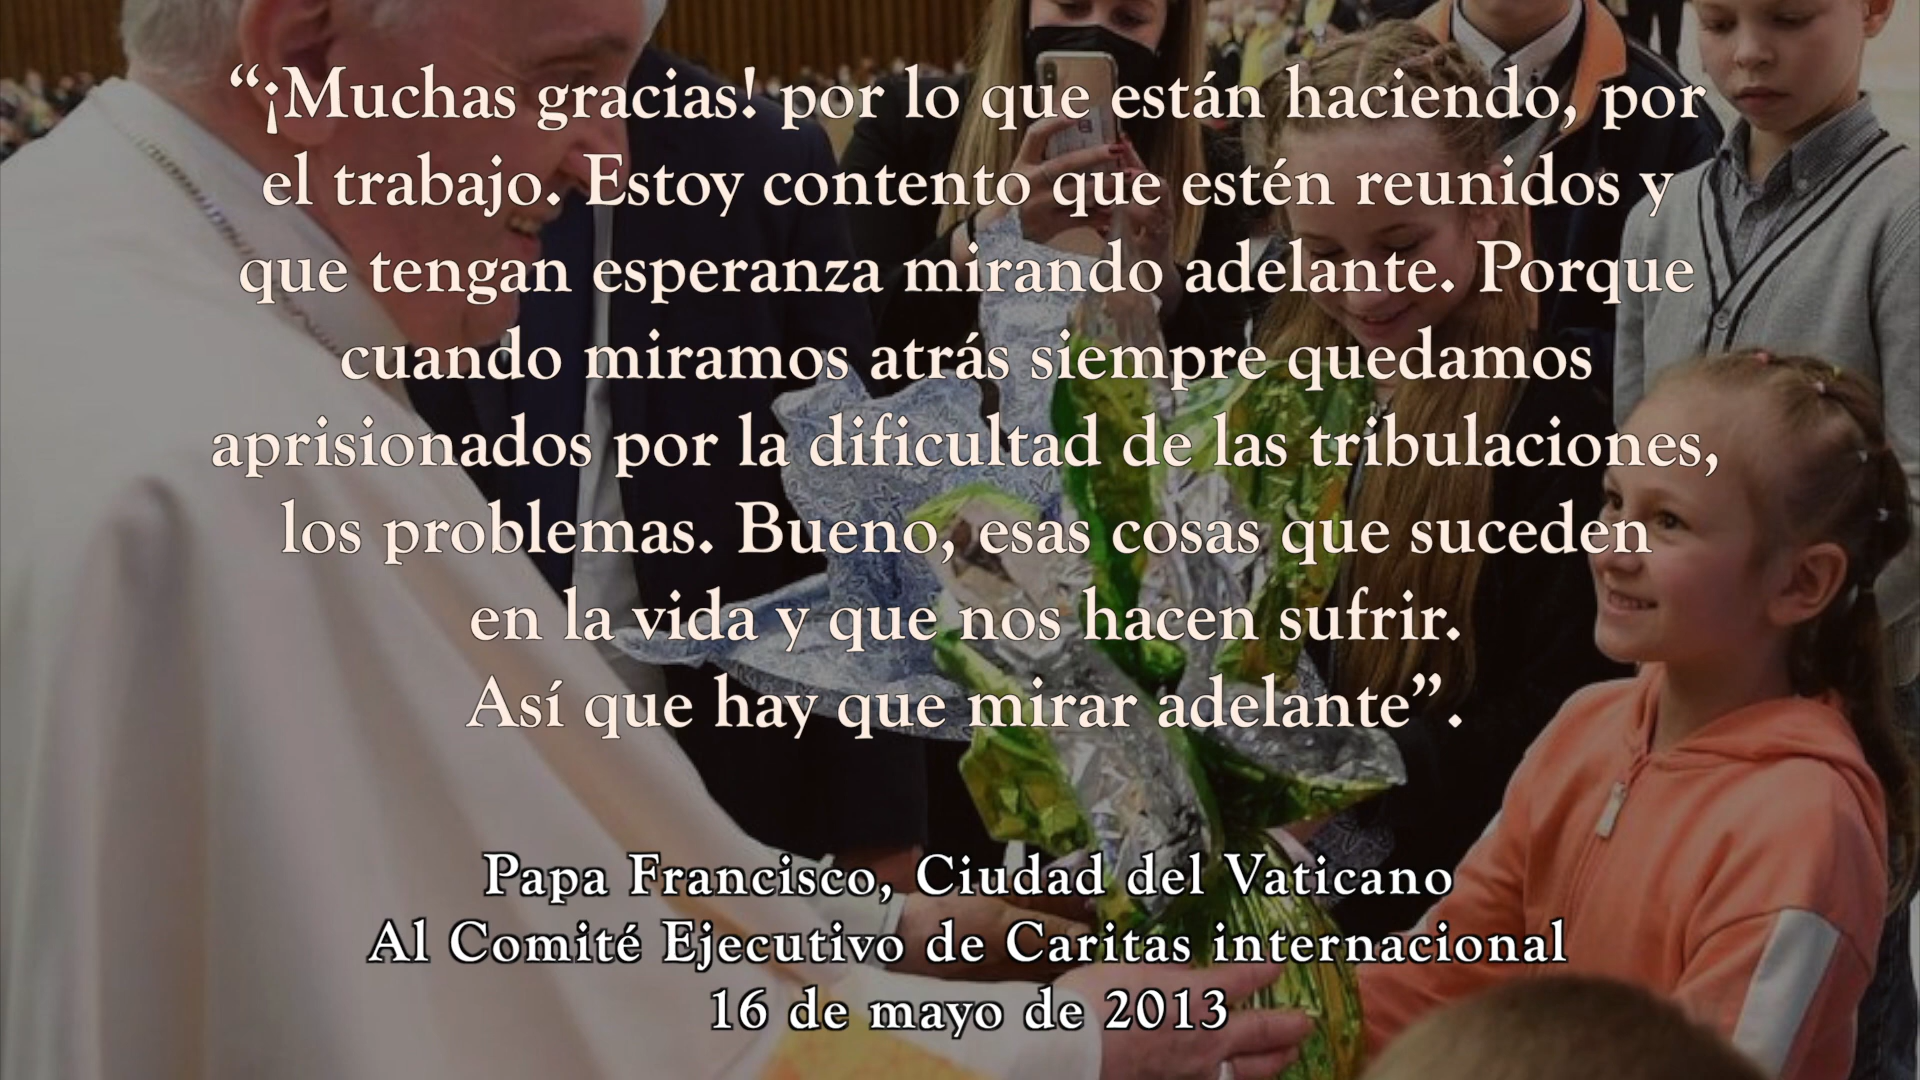 “¡Muchas gracias! por lo que están haciendo, por
el trabajo. Estoy contento que estén reunidos y
que tengan esperanza mirando adelante. Porque
cuando miramos atrás siempre quedamos
aprisionados por la dificultad de las tribulaciones,
los problemas. Bueno, esas cosas que suceden
en la vida y que nos hacen sufrir.
Así que hay que mirar adelante”.
Papa Francisco, Ciudad del Vaticano
Al Comité Ejecutivo de Caritas internacional
16 de mayo de 2013